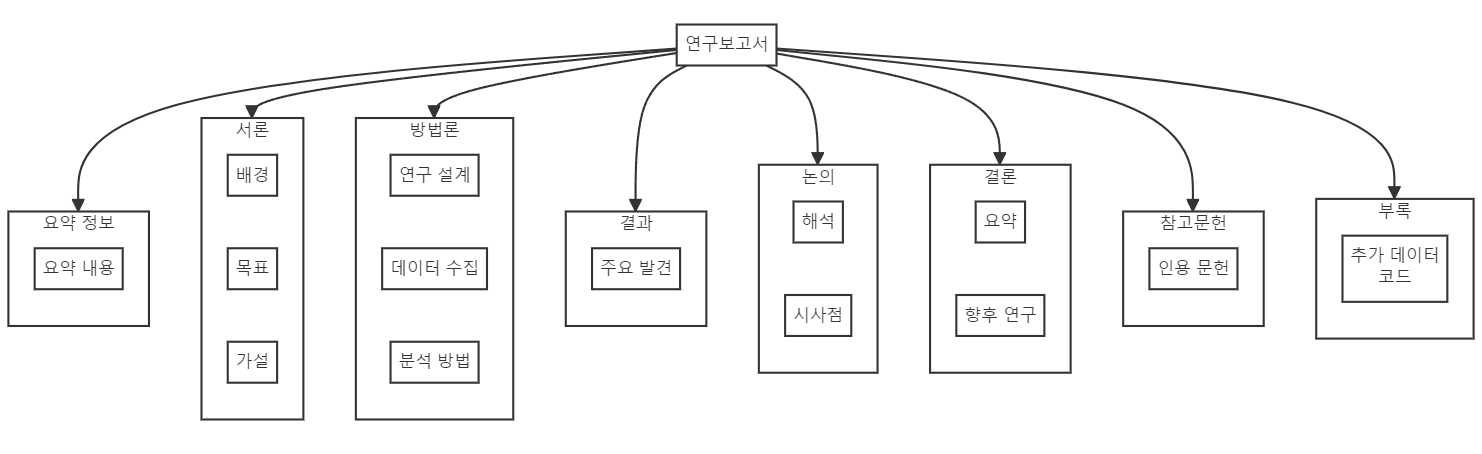 연구보고서
요약 정보
요약 내용
서론
배경
목표
가설
방법론
연구 설계
데이터 수집
분석 방법
결과
주요 발견
논의
해석
시사점
결론
요약
향후 연구
참고문헌
인용 문헌
부록
추가 데이터
코드